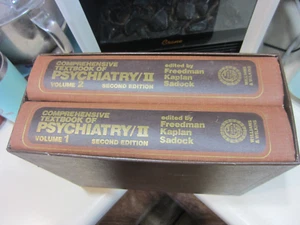 COMPREHENSIVE
TEXTBOOK OF
PSYCHIATRY/II
VOLUME 2 SECOND EDITION
edited by
Freedman
Kaplan
Sadock
COMPREHENSIVE
TEXTBOOK OF
PSYCHIATRY/II
VOLUME 1 SECOND EDITION
edited by
Freedman
Kaplan
Sadock